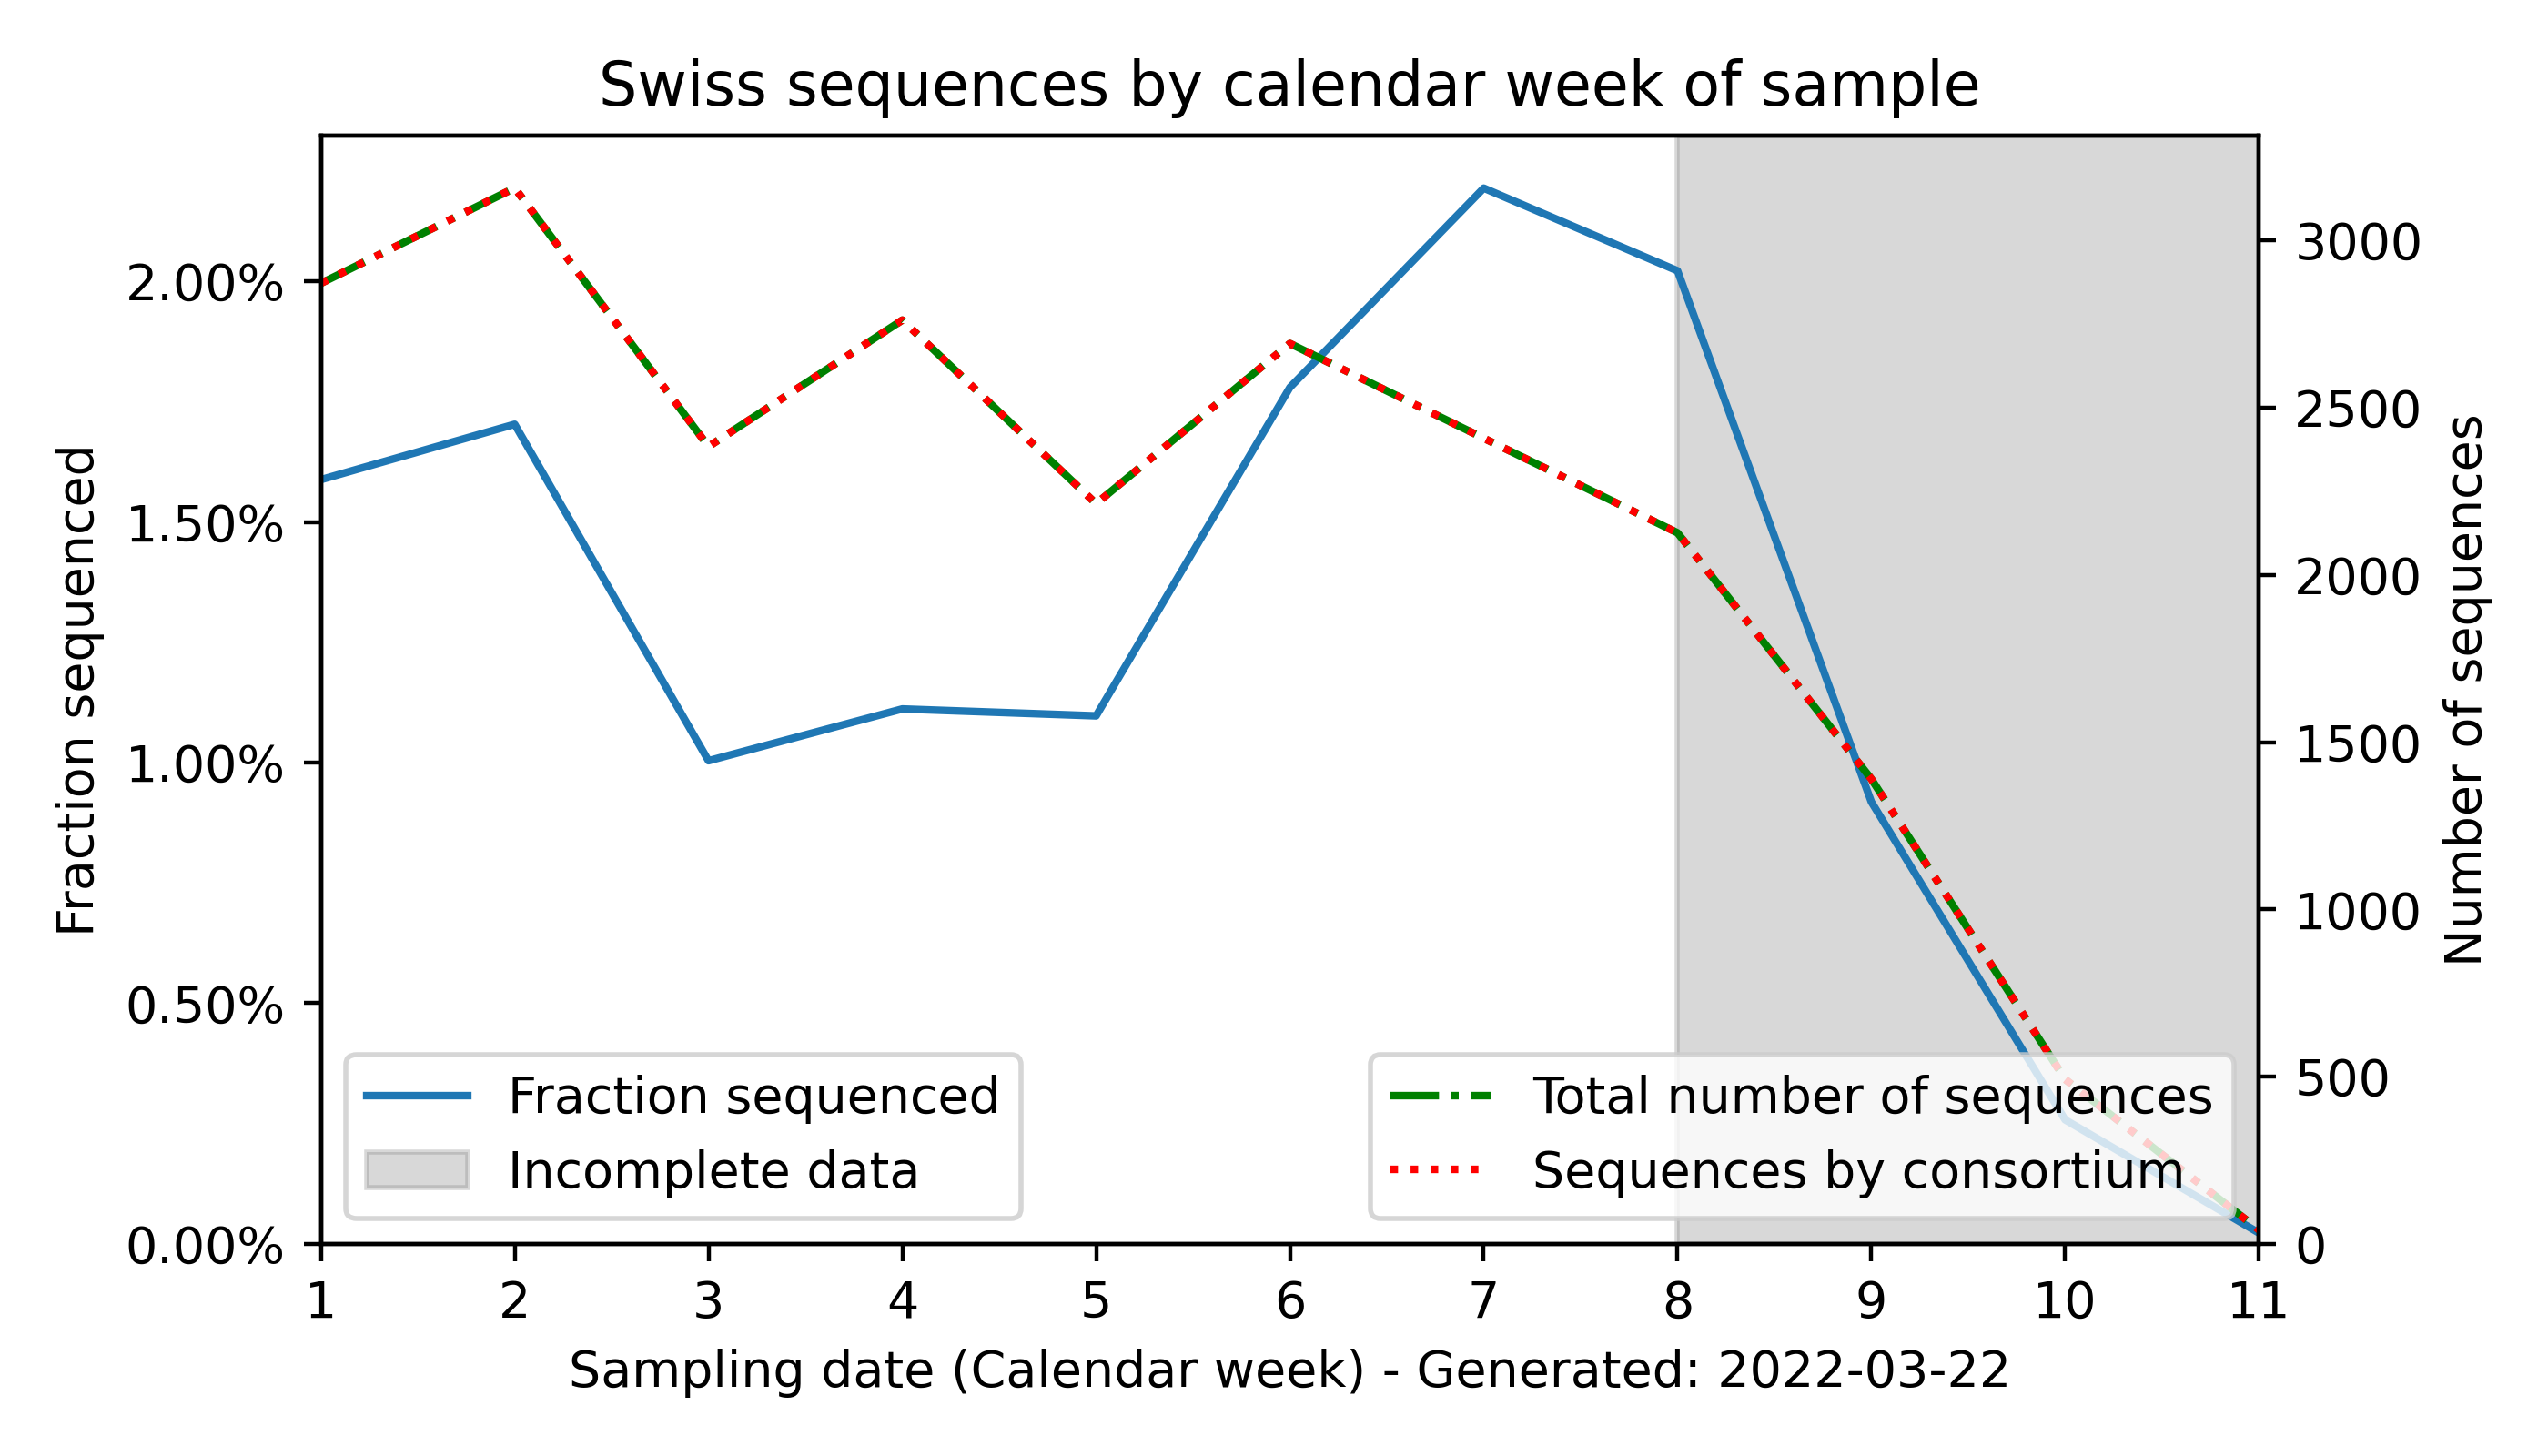 Swiss sequences by calendar week of sample
Fraction sequenced
2.00%
1.50%
1.00%
0.50%
0.00%
3000
2500
2000
1500
1000
500
0
Number of sequences
Fraction sequenced
Incomplete data
Total number of sequences
Sequences by consortium
1 2 3 4 5 6 7 8 9 10 11
Sampling date (Calendar week) - Generated: 2022-03-22